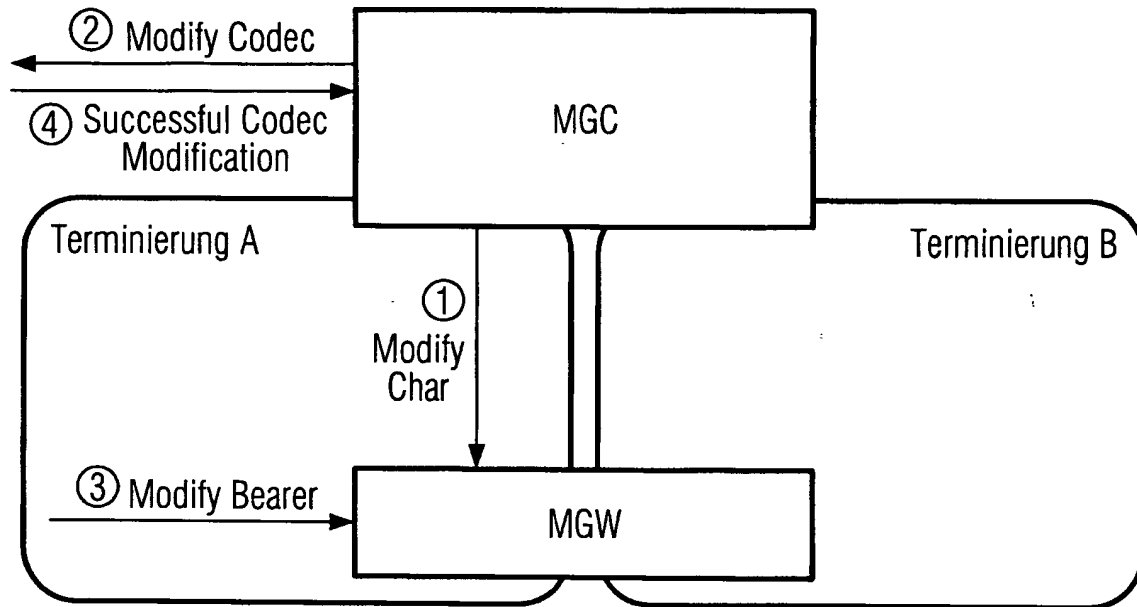 ② Modify Codec
④ Successful Codec
Modification
MGC
Terminierung A
Terminierung B
①
Modify
Char
③ Modify Bearer
MGW